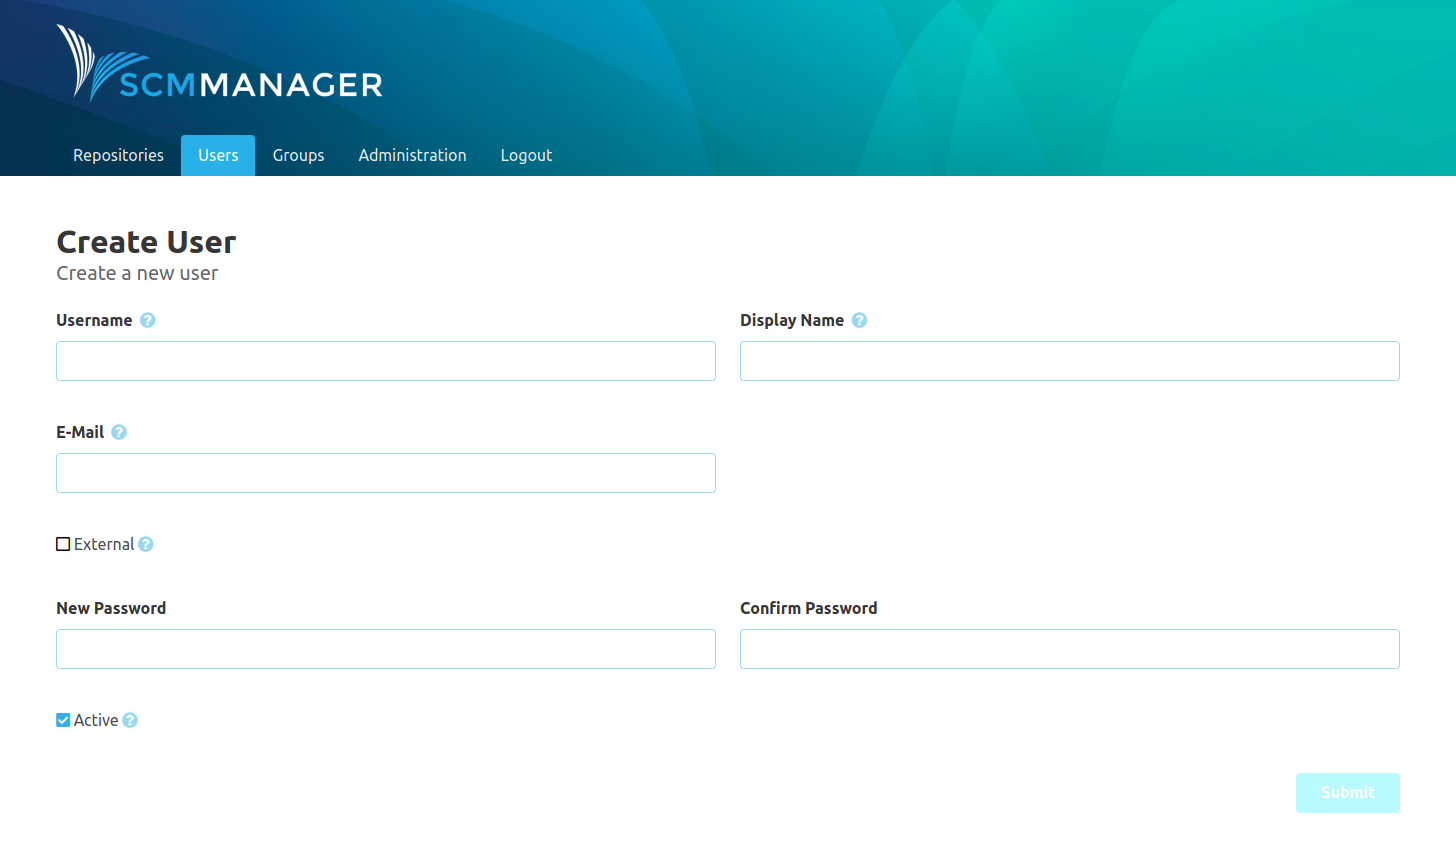 SCMMANAGER
Repositories Users Groups Administration Logout
Create User
Create a new user
Username ? Display Name ?
E-Mail ?
External ?
New Password Confirm Password
Active ?
Submit